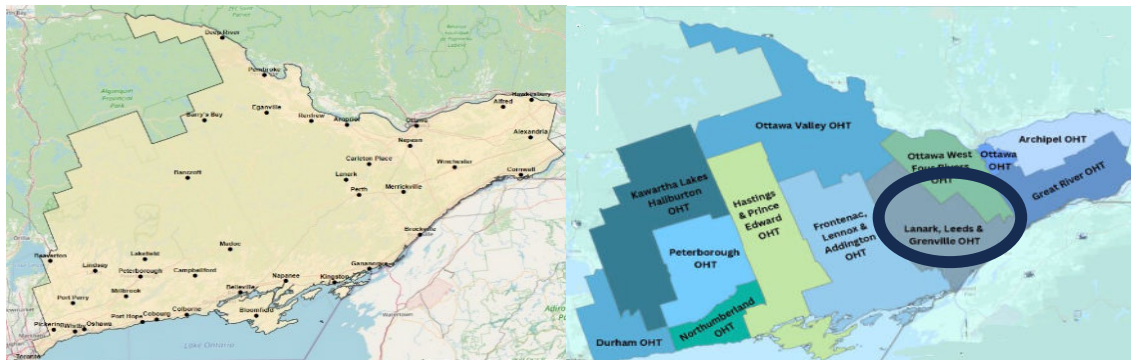 Deep River
Pembroke
Hawkesbury
Alfred
Algonquin
Provincial
Park
Barry's Bay
Eganville
Renfrew
Arnprior
Ottawa
Nepean
Alexandria
Carleton Place
Winchester
Cornwall
Lanark
Bancroft
Perth
Merrickville
Brockville
Madoc
Gananoque
Beaverton
Lakefield
Lindsay
Peterborough
Campbellford
Napanee
Kingston
Millbrook
Belleville
Port Perry
Bloomfield
Colborne
Cobourg
Port Hope
Pickering
Whitby
Oshawa
Lake Ontario
Toronto
Ottawa Valley OHT
Archipel OHT
Ottawa West
Four Rivers
OHT
Ottawa
OHT
Great River OHT
Kawartha Lakes
Haliburton
OHT
Hastings
& Prince
Edward OHT
Frontenac,
Lennox &
Addington
OHT
Lanark, Leeds &
Grenville OHT
Peterborough
OHT
Northumberland
OHT
Durham OHT